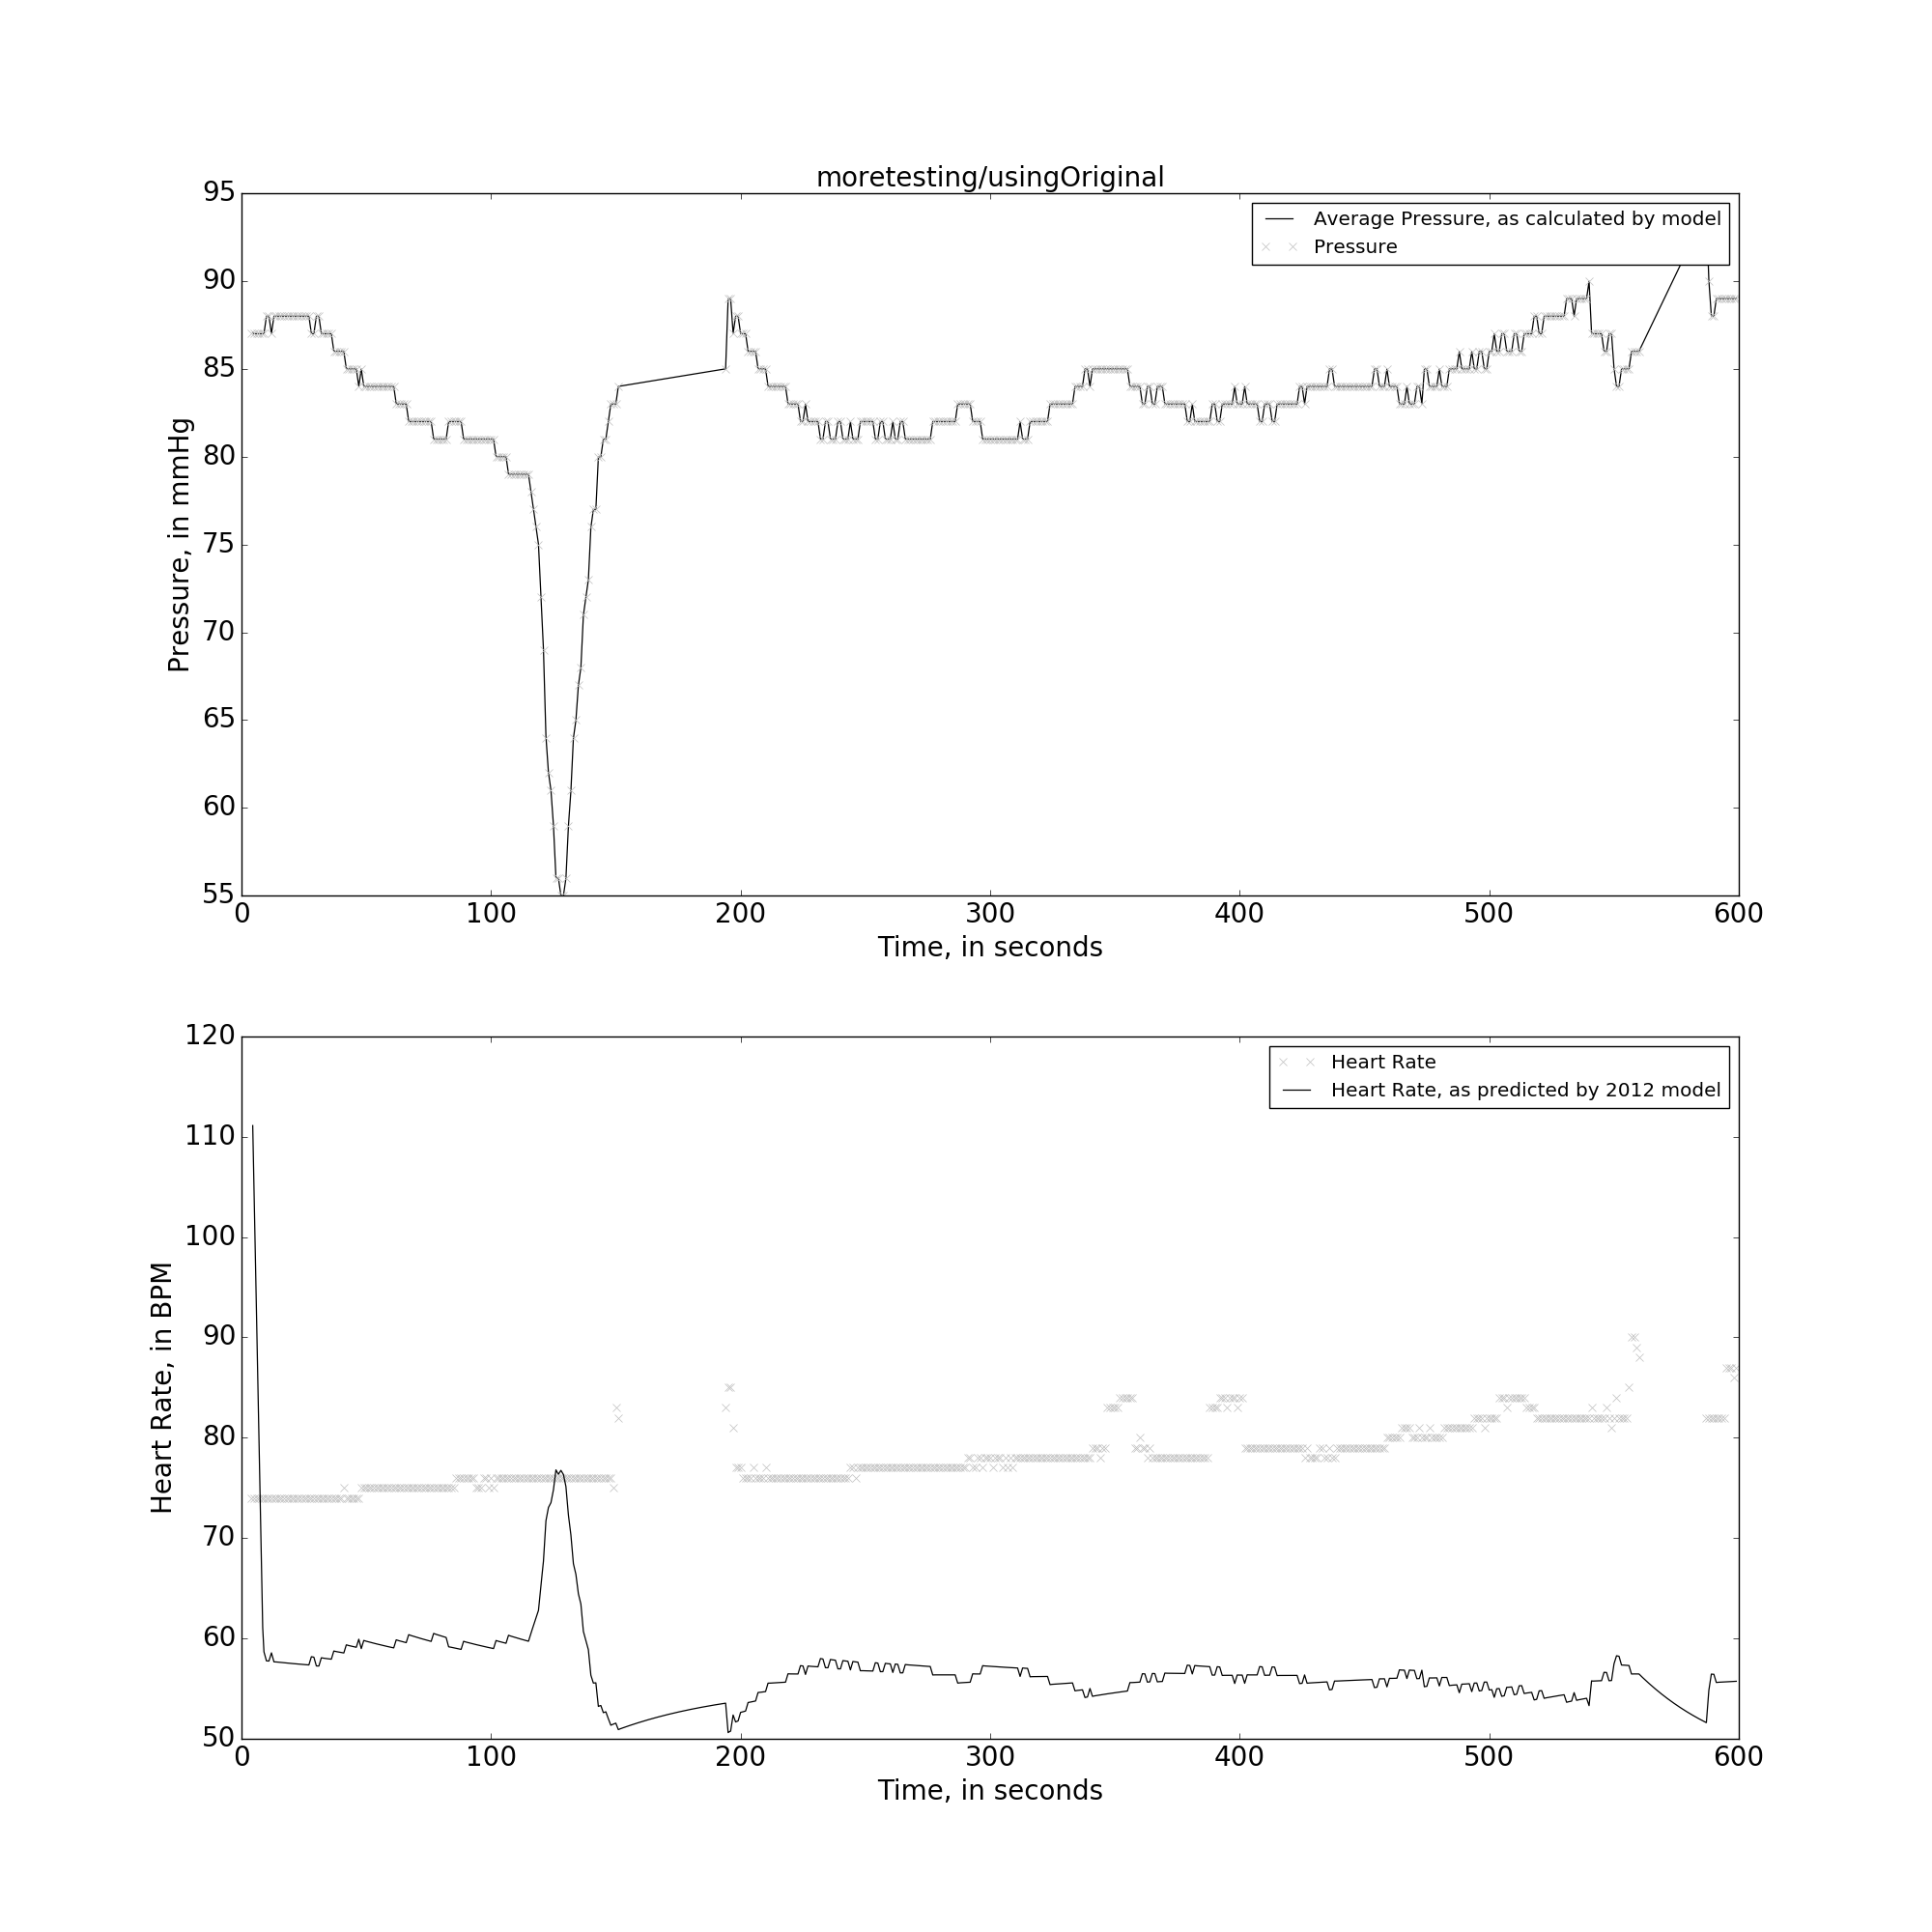 moretesting/usingOriginal
95
90
85
80
75
70
65
60
55
Pressure, in mmHg
Average Pressure, as calculated by model
Pressure
0 100 200 300 400 500 600
Time, in seconds
120
110
100
90
80
70
60
50
Heart Rate, in BPM
Heart Rate
Heart Rate, as predicted by 2012 model
0 100 200 300 400 500 600
Time, in seconds